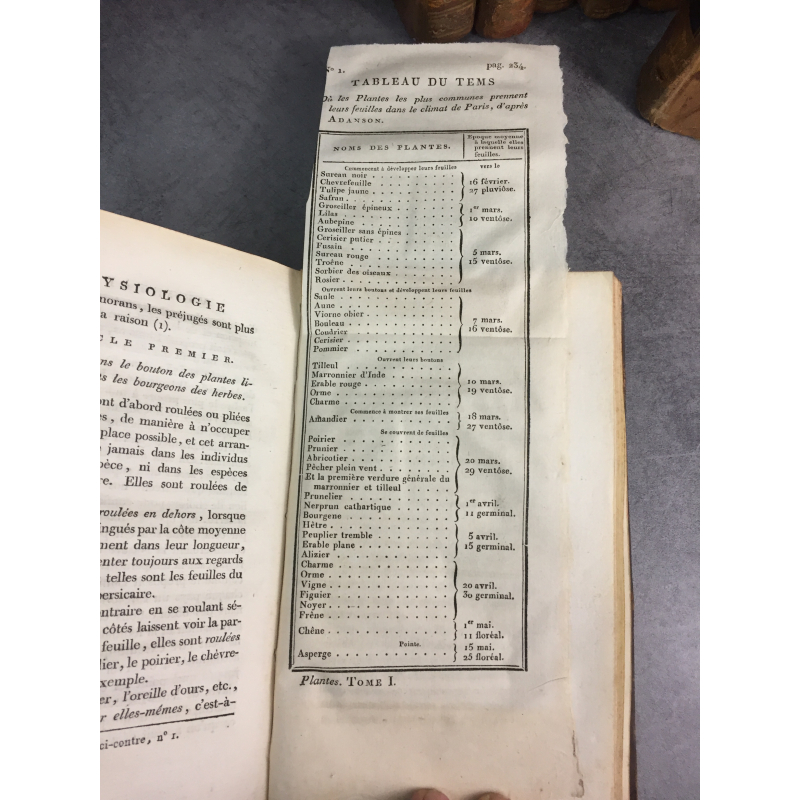 YSIOLOGIE
norans, les préjugés sont plus
a raison (1).
CLE PREMIER.
ns le bouton des plantes li-
s les bourgeons des herbes.
ont d'abord roulées ou pliées
es, de manière à n'occuper
place possible, et cet arran-
jamais dans les individus
pèce, ni dans les espèces
re. Elles sont roulées de
roulées en dehors, lorsque
ingués par la côte moyenne
ment dans leur longueur,
enter toujours aux regards
telles sont les feuilles du
persicaire.
ontraire en se roulant sé-
côtés laissent voir la par-
feuille, elles sont roulées
lier, le poirier, le chèvre-
xemple.
er, l'oreille d'ours, etc.,
r elles-mêmes, c'est-à-
ci-contre, n° 1.
N° 1. pag. 234.
TABLEAU DU TEMS
Où les Plantes les plus communes prennent
leurs feuilles dans le climat de Paris, d'après
ADANSON.
NOMS DES PLANTES.
Epoque moyenne
à laquelle elles
prennent leurs
feuilles.
Commencent à développer leurs feuilles vers le
Sureau noir
Chevrefeuille 16 février.
Tulipe jaune 27 pluviôse.
Safran
Groseiller épineux
Lilas 1er mars.
Aubepine 10 ventôse.
Groseiller sans épines
Cerisier putier
Fusain
Sureau rouge 5 mars.
Troêne 15 ventôse.
Sorbier des oiseaux
Rosier
Ouvrent leurs boutons et développent leurs feuilles
Saule
Aune
Viorne obier
Bouleau 7 mars.
Coudrier 16 ventôse.
Cerisier
Pommier
Ouvrent leurs boutons
Tilleul
Marronnier d'Inde
Erable rouge 10 mars.
Orme 19 ventôse.
Charme
Commence à montrer ses feuilles
Amandier 18 mars.
27 ventôse.
Se couvrent de feuilles
Poirier
Prunier
Abricotier 20 mars.
Pêcher plein vent 29 ventôse.
Et la première verdure générale du
marronnier et tilleul
Prunelier
Nerprun cathartique 1er avril.
Bourgene 11 germinal.
Hêtre
Peuplier tremble 5 avril.
Erable plane 15 germinal.
Alizier
Charme
Orme
Vigne 20 avril.
Figuier 30 germinal.
Noyer
Frêne
Chêne 1er mai.
11 floréal.
Points.
Asperge 15 mai.
25 floréal.
Plantes. TOME I.